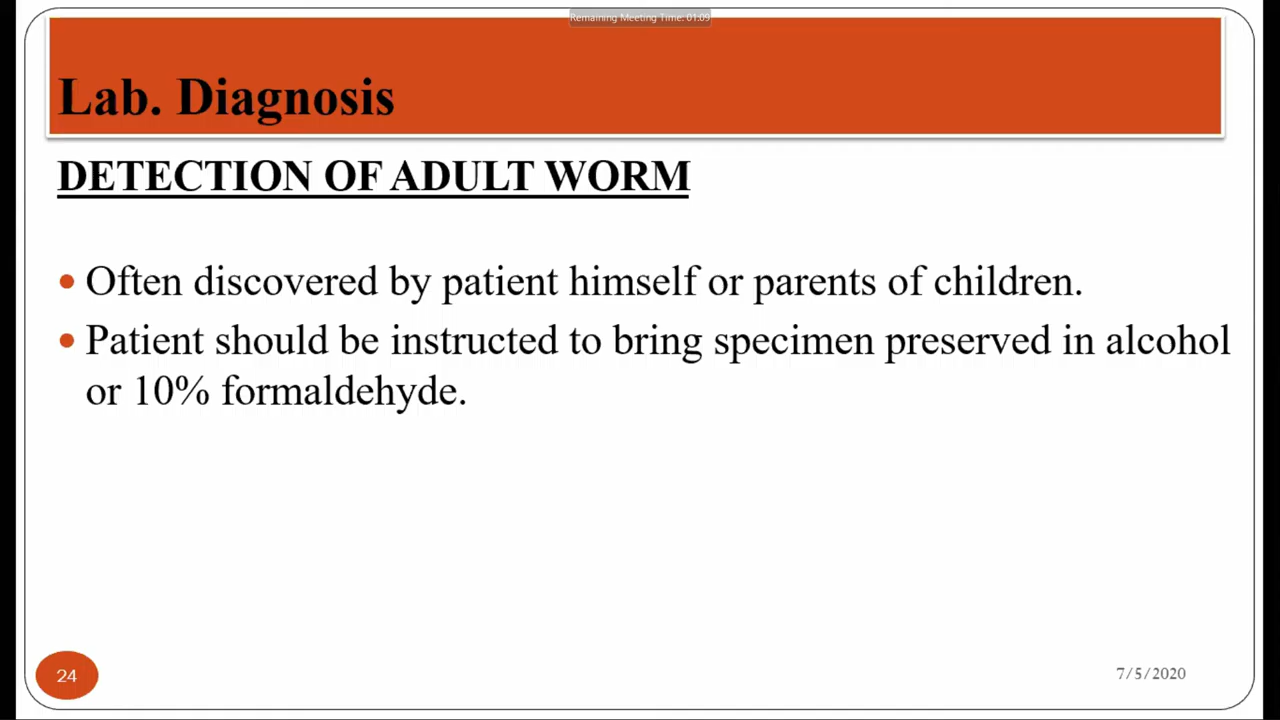 Remaining Meeting Time: 01:09
Lab. Diagnosis
DETECTION OF ADULT WORM
• Often discovered by patient himself or parents of children.
• Patient should be instructed to bring specimen preserved in alcohol
or 10% formaldehyde.
24
7/5/2020